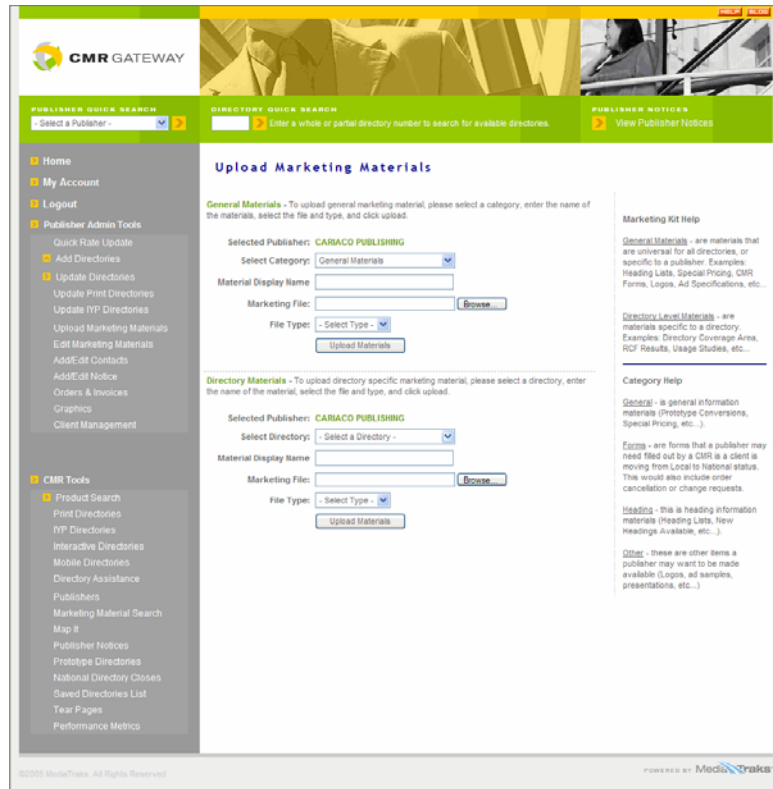 HELP BLOG
CMR GATEWAY
PUBLISHER QUICK SEARCH
- Select a Publisher -
DIRECTORY QUICK SEARCH
Enter a whole or partial directory number to search for available directories.
PUBLISHER NOTICES
View Publisher Notices
Home
My Account
Logout
Publisher Admin Tools
Quick Rate Update
Add Directories
Update Directories
Update Print Directories
Update IYP Directories
Upload Marketing Materials
Edit Marketing Materials
Add/Edit Contacts
Add/Edit Notice
Orders & Invoices
Graphics
Client Management
CMR Tools
Product Search
Print Directories
IYP Directories
Interactive Directories
Mobile Directories
Directory Assistance
Publishers
Marketing Material Search
Map It
Publisher Notices
Prototype Directories
National Directory Closes
Saved Directories List
Tear Pages
Performance Metrics
Upload Marketing Materials
General Materials - To upload general marketing material, please select a category, enter the name of
the materials, select the file and type, and click upload.
Selected Publisher: CARIACO PUBLISHING
Select Category: General Materials
Material Display Name
Marketing File: Browse...
File Type: - Select Type -
Upload Materials
Directory Materials - To upload directory specific marketing material, please select a directory, enter
the name of the material, select the file and type, and click upload.
Selected Publisher: CARIACO PUBLISHING
Select Directory: - Select a Directory -
Material Display Name
Marketing File: Browse...
File Type: - Select Type -
Upload Materials
Marketing Kit Help
General Materials - are materials that
are universal for all directories, or
specific to a publisher. Examples:
Heading Lists, Special Pricing, CMR
Forms, Logos, Ad Specifications, etc...
Directory Level Materials - are
materials specific to a directory.
Examples: Directory Coverage Area,
RCF Results, Usage Studies, etc...
Category Help
General - is general information
materials (Prototype Conversions,
Special Pricing, etc...).
Forms - are forms that a publisher may
need filled out by a CMR is a client is
moving from Local to National status.
This would also include order
cancellation or change requests.
Heading - this is heading information
materials (Heading Lists, New
Headings Available, etc...).
Other - these are other items a
publisher may want to be made
available (Logos, ad samples,
presentations, etc...)
©2005 MediaTraks. All Rights Reserved
POWERED BY MediaTraks